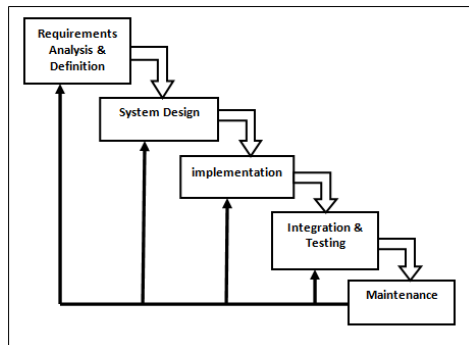 Requirements
Analysis &
Definition
System Design
implementation
Integration &
Testing
Maintenance